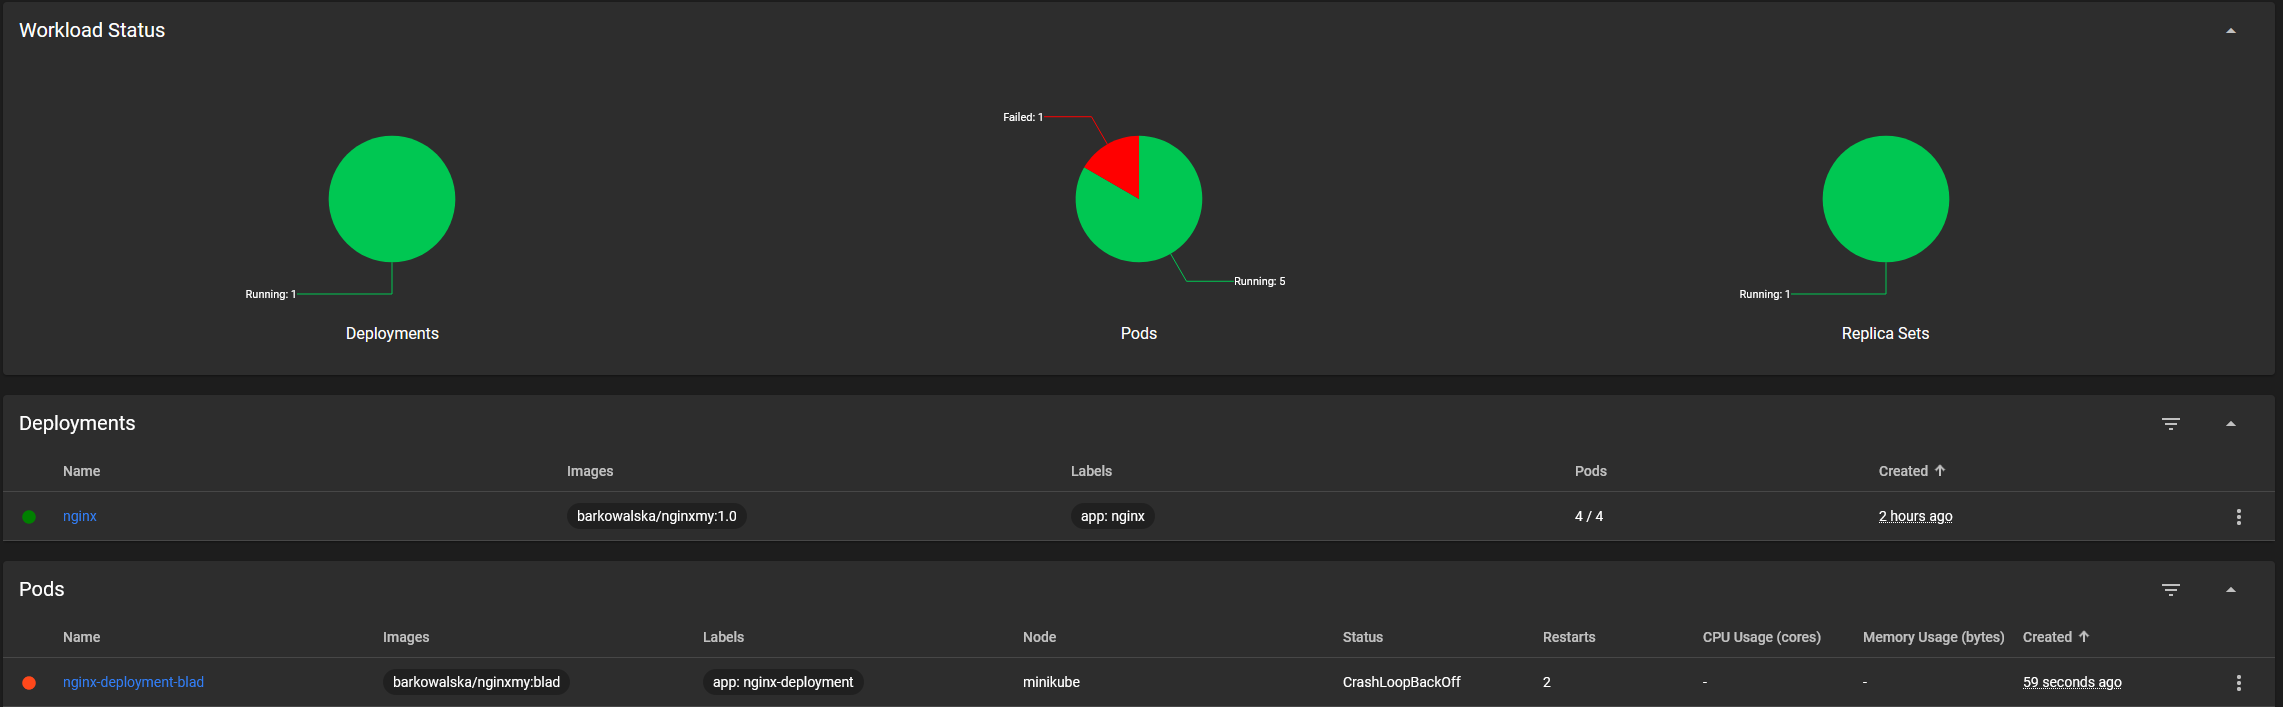 Workload Status
Failed: 1
Running: 5
Running: 1
Running: 1
Deployments
Pods
Replica Sets
Deployments
Name Images Labels Pods Created
nginx barkowalska/nginxmy:1.0 app: nginx 4 / 4 2 hours ago
Pods
Name Images Labels Node Status Restarts CPU Usage (cores) Memory Usage (bytes) Created
nginx-deployment-blad barkowalska/nginxmy:blad app: nginx-deployment minikube CrashLoopBackOff 2 - - 59 seconds ago